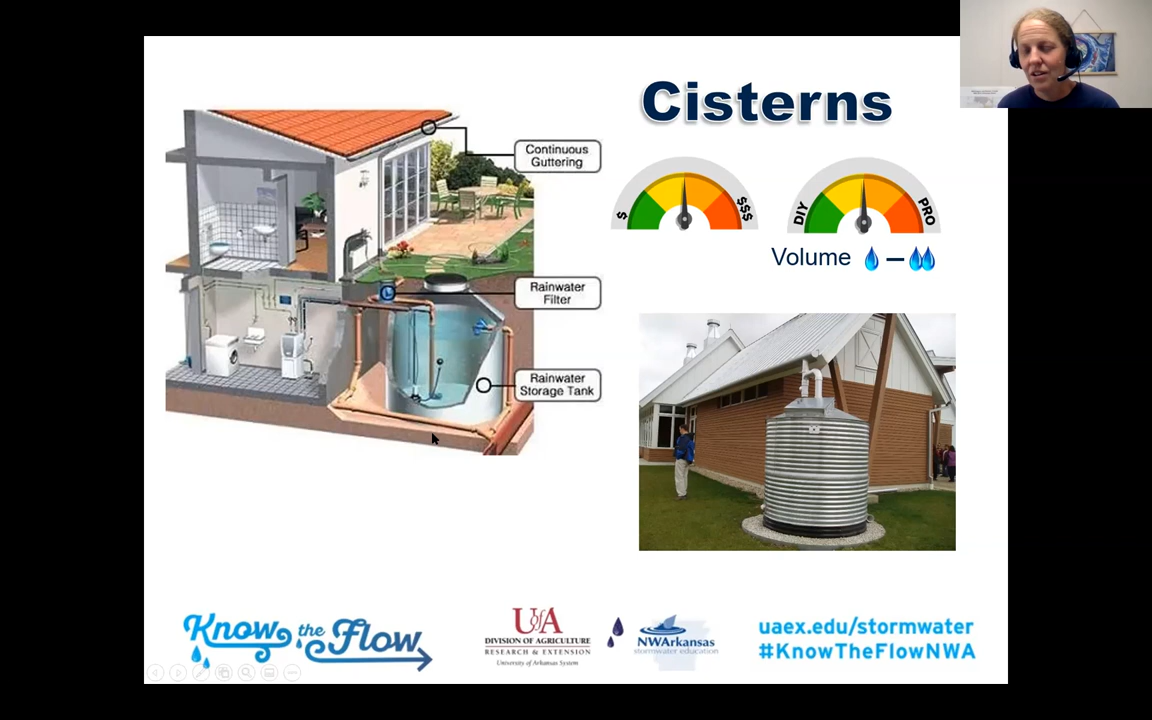 Cisterns
Continuous
Guttering
Rainwater
Filter
Rainwater
Storage Tank
$
$$$
DIY
PRO
Volume –
Know the Flow
UofA
DIVISION OF AGRICULTURE
RESEARCH & EXTENSION
University of Arkansas System
NWArkansas
stormwater education
uaex.edu/stormwater
#KnowTheFlowNWA